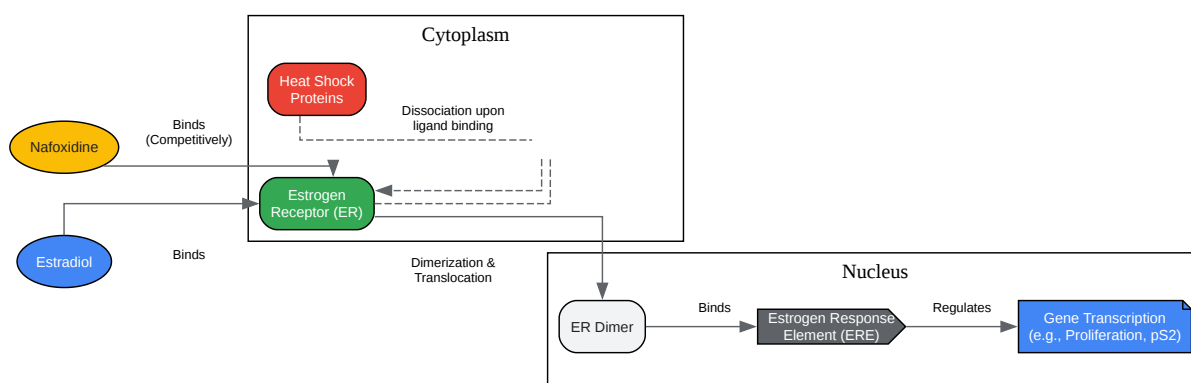 Cytoplasm
Heat Shock
Proteins
Dissociation upon
ligand binding
Binds
(Competitively)
Nafoxidine
Estrogen
Receptor (ER)
Estradiol
Binds
Dimerization &
Translocation
Nucleus
ER Dimer
Binds
Estrogen Response
Element (ERE)
Regulates
Gene Transcription
(e.g., Proliferation, pS2)